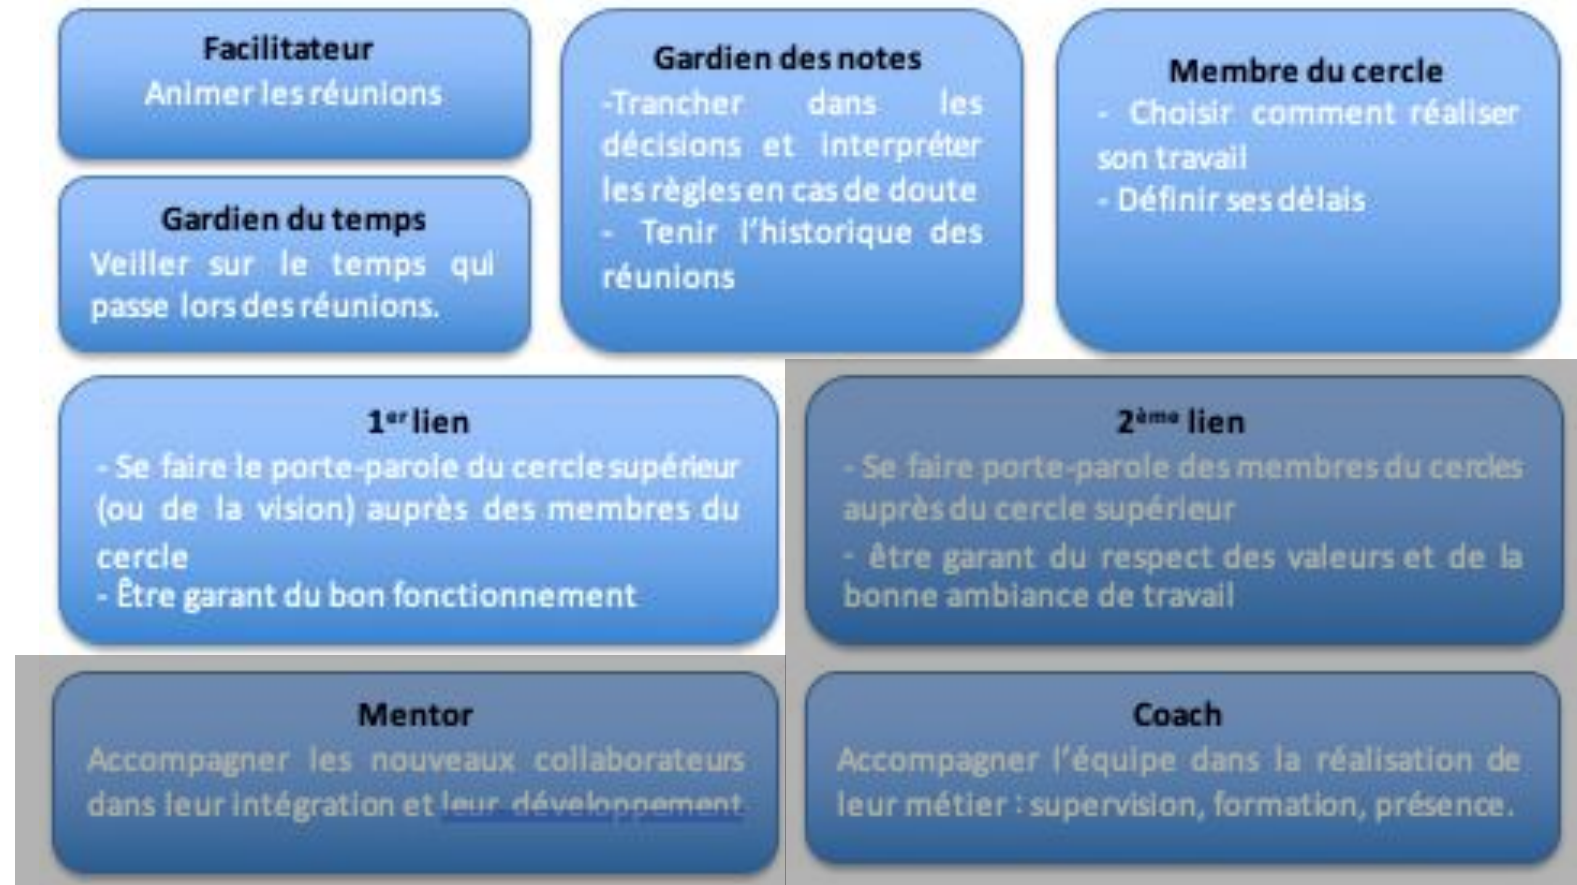 Facilitateur
Animer les réunions
Gardien du temps
Veiller sur le temps qui
passe lors des réunions.
Gardien des notes
-Trancher dans les
décisions et interpréter
les règles en cas de doute
- Tenir l'historique des
réunions
Membre du cercle
- Choisir comment réaliser
son travail
- Définir ses délais
1er lien
- Se faire le porte-parole du cercle supérieur
(ou de la vision) auprès des membres du
cercle
- Être garant du bon fonctionnement
2ème lien
- Se faire porte-parole des membres du cercles
auprès du cercle supérieur
- être garant du respect des valeurs et de la
bonne ambiance de travail
Mentor
Accompagner les nouveaux collaborateurs
dans leur intégration et leur développement
Coach
Accompagner l'équipe dans la réalisation de
leur métier : supervision, formation, présence.